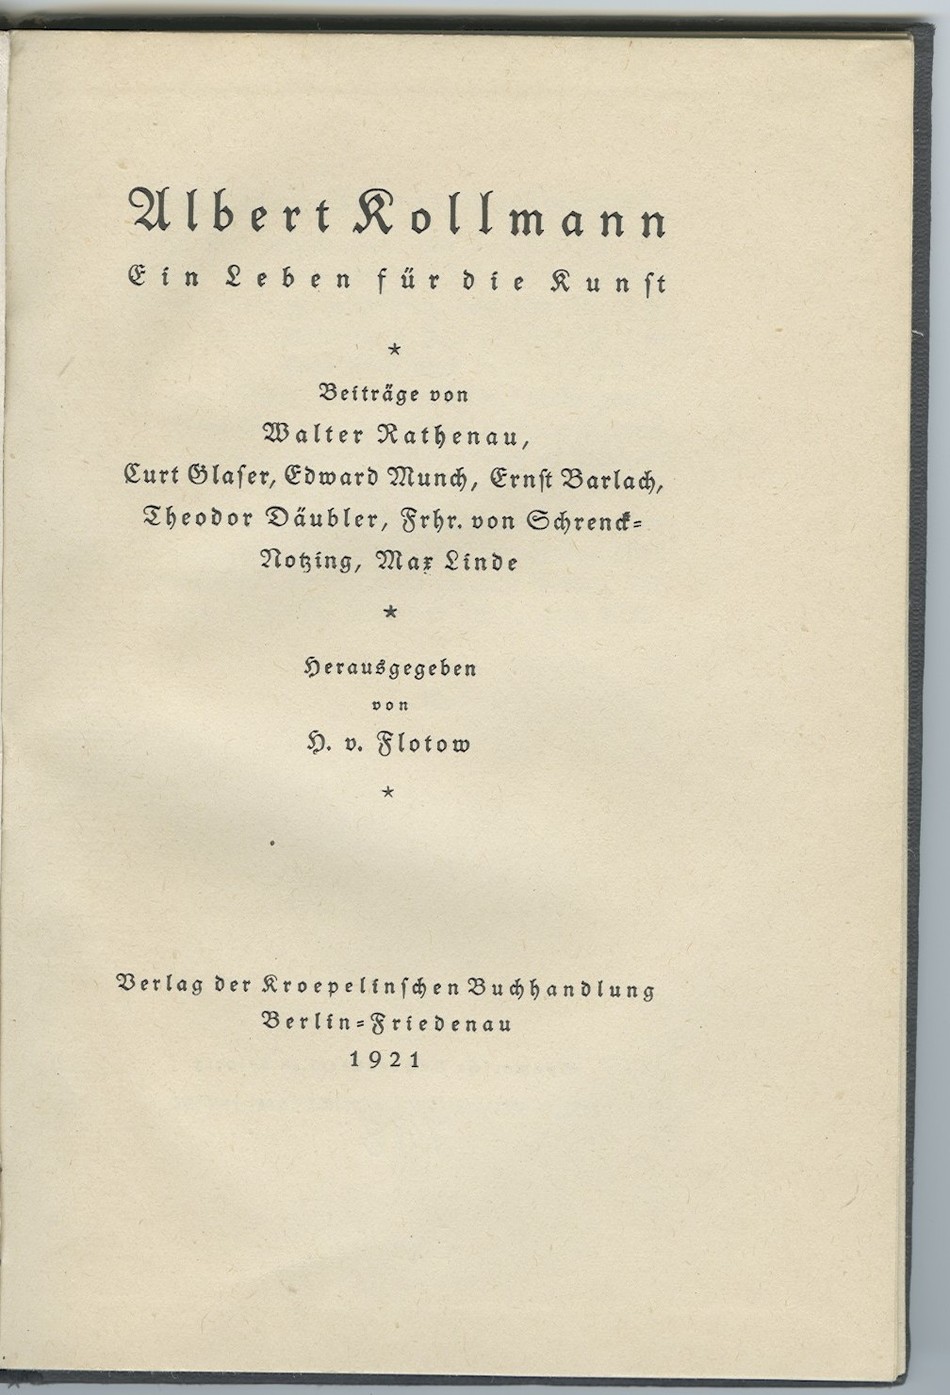 Albert Kollmann
Ein Leben für die Kunst
*
Beiträge von
Walter Rathenau,
Curt Glaser, Edward Munch, Ernst Barlach,
Theodor Däubler, Frhr. von Schrenck-
Notzing, Max Linde
*
Herausgegeben
von
H. v. Flotow
*
Verlag der Kroepelinschen Buchhandlung
Berlin-Friedenau
1921